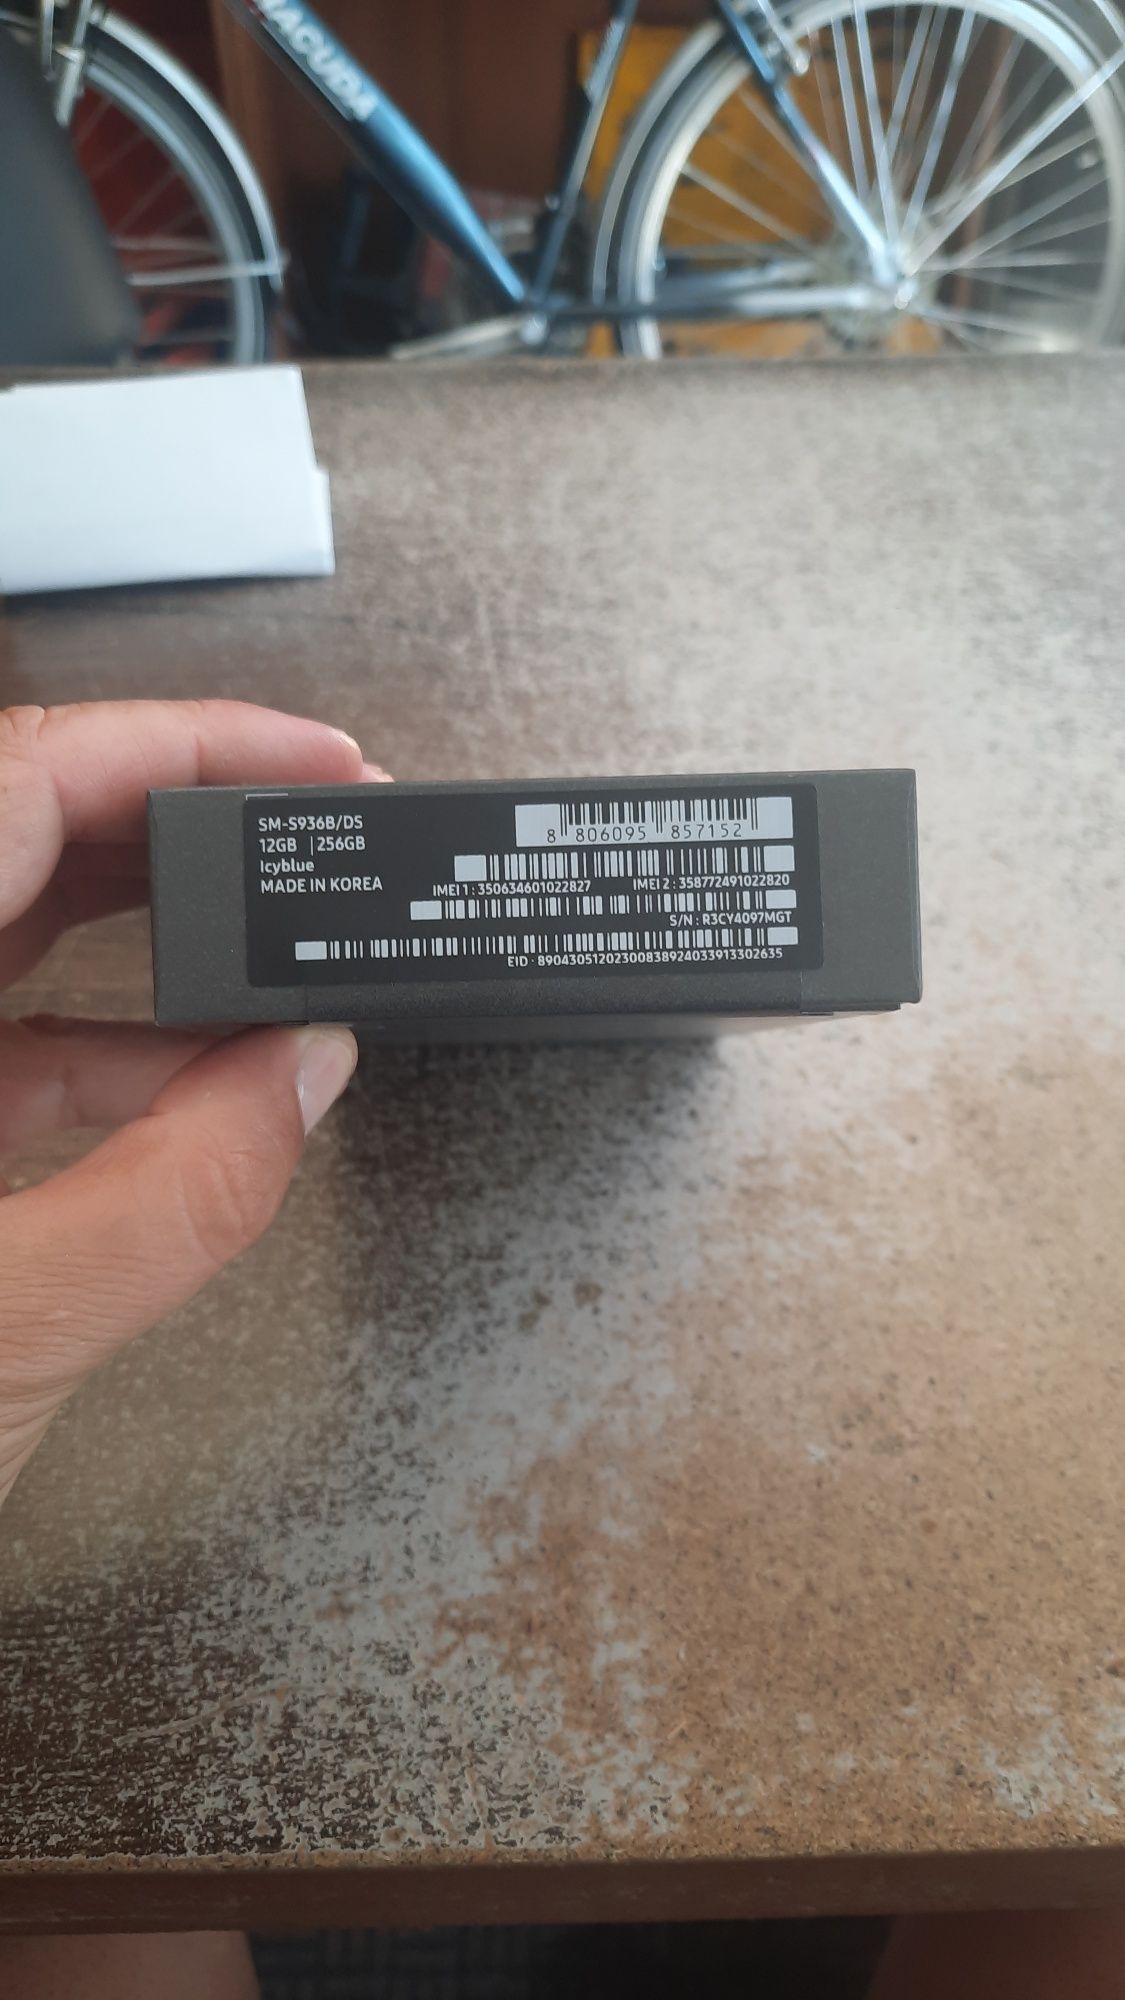 SM-S936B/DS
12GB | 256GB
Icyblue
MADE IN KOREA
8 806095 857152
IMEI 1 : 350634601022827 IMEI 2 : 358772491022820
S/N : R3CY4097MGT
EID : 89043051202300838924033913302635